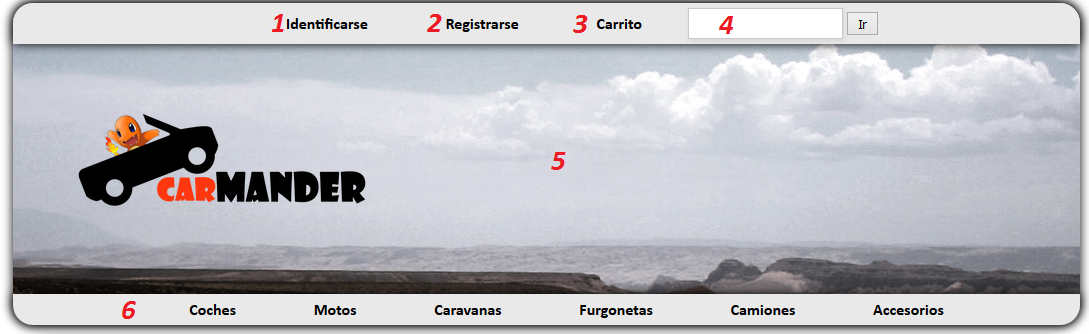 1 Identificarse 2 Registrarse 3 Carrito 4 Ir
5
CARMANDER
6 Coches Motos Caravanas Furgonetas Camiones Accesorios